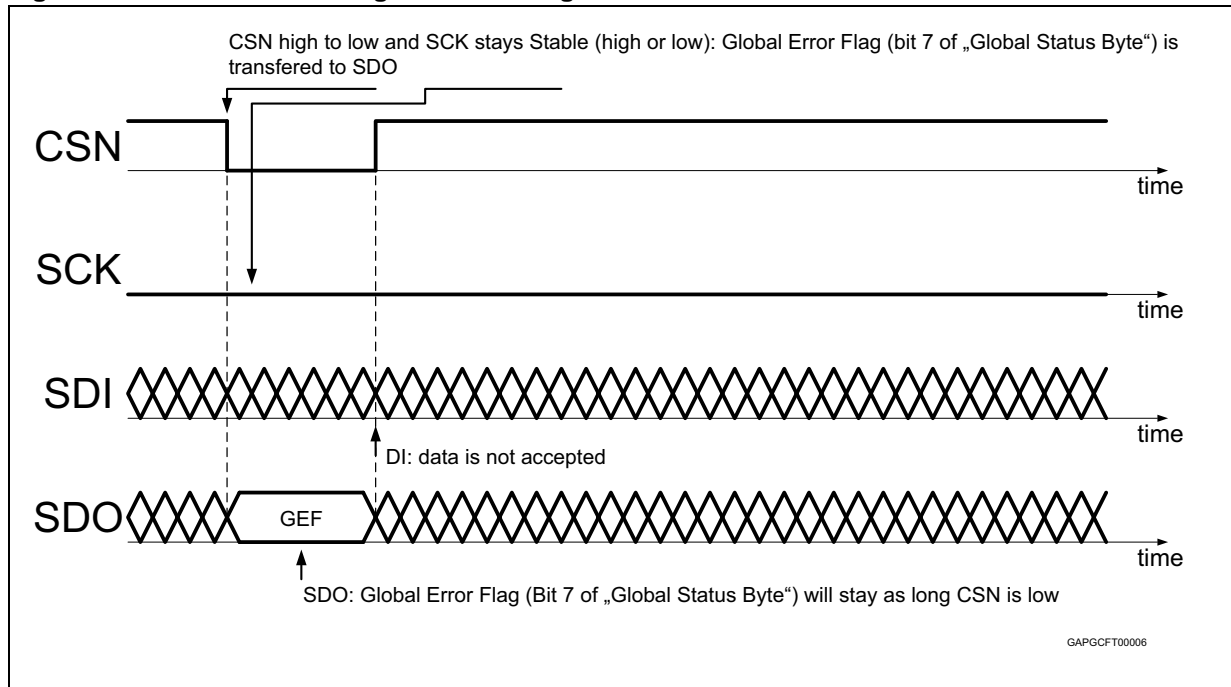 CSN high to low and SCK stays Stable (high or low): Global Error Flag (bit 7 of „Global Status Byte“) is
transfered to SDO
CSN
time
SCK
time
SDI
time
DI: data is not accepted
SDO
GEF
time
SDO: Global Error Flag (Bit 7 of „Global Status Byte“) will stay as long CSN is low
GAPGCFT00006